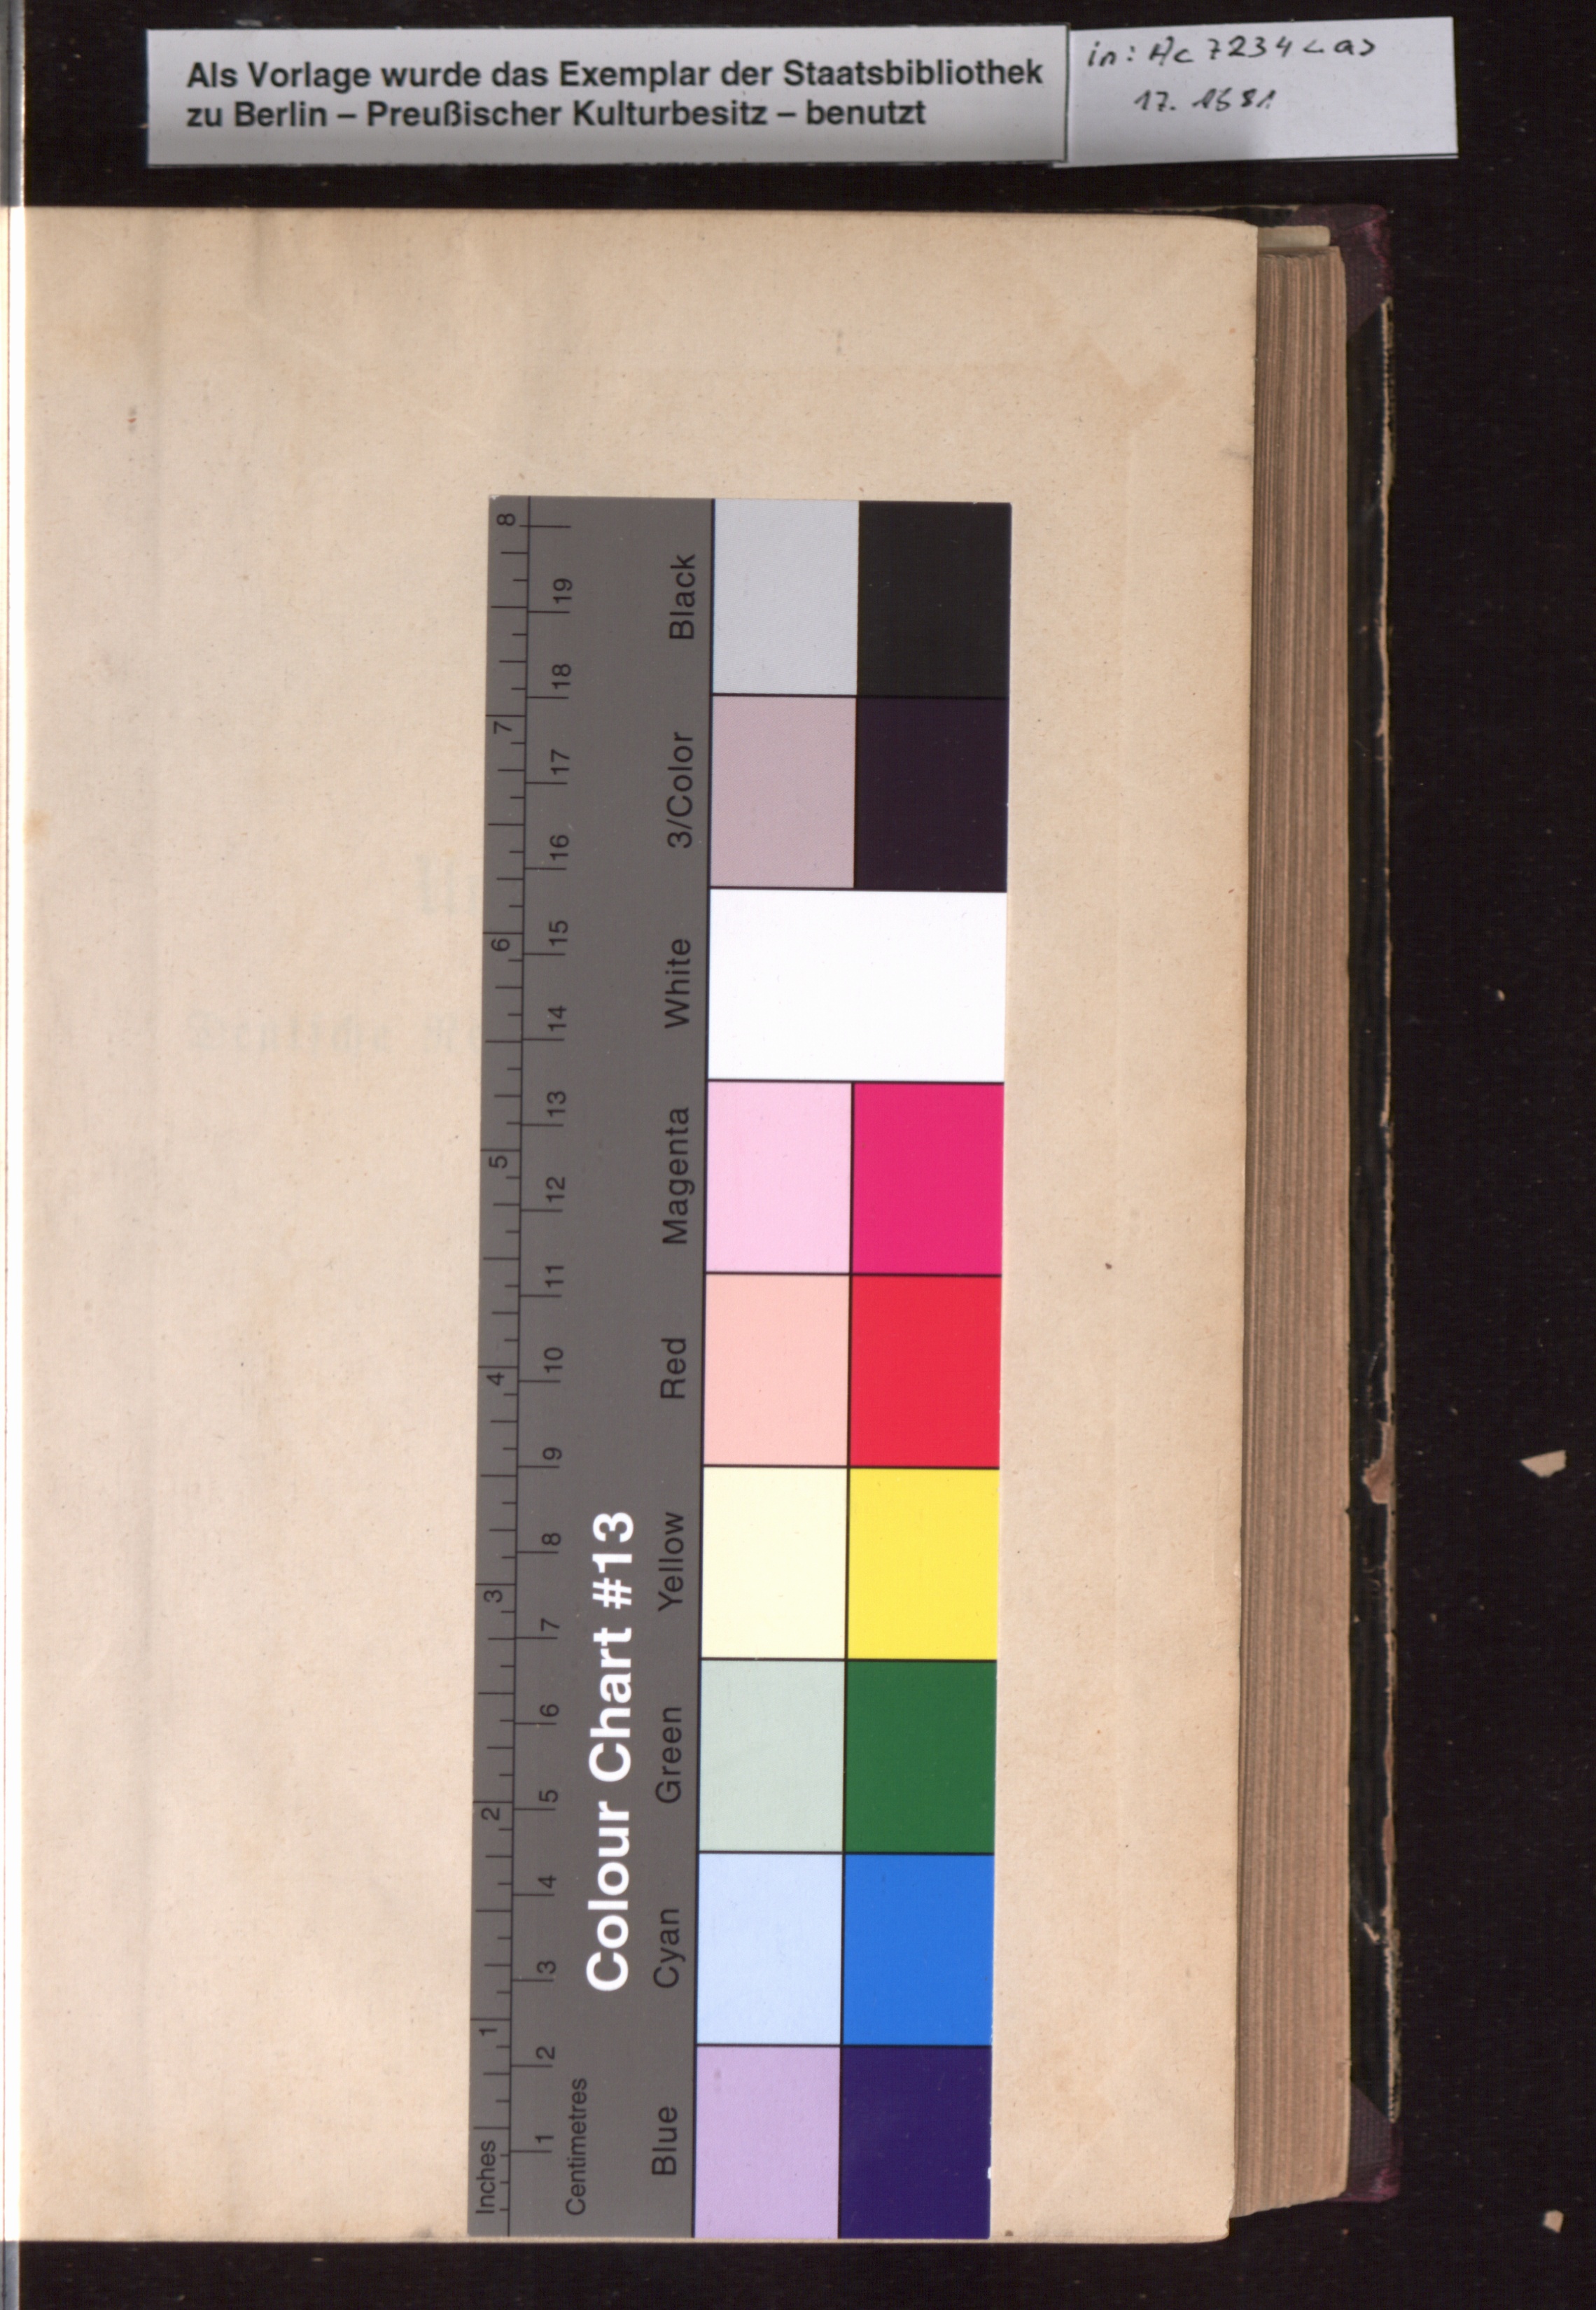 Als Vorlage wurde das Exemplar der Staatsbibliothek
zu Berlin – Preußischer Kulturbesitz – benutzt
in: Ac 7234 <a>
17. 1681
Colour Chart #13
Black
3/Color
White
Magenta
Red
Yellow
Green
Cyan
Blue
Inches
1 2 3 4 5 6 7 8
Centimetres
1 2 3 4 5 6 7 8 9 10 11 12 13 14 15 16 17 18 19